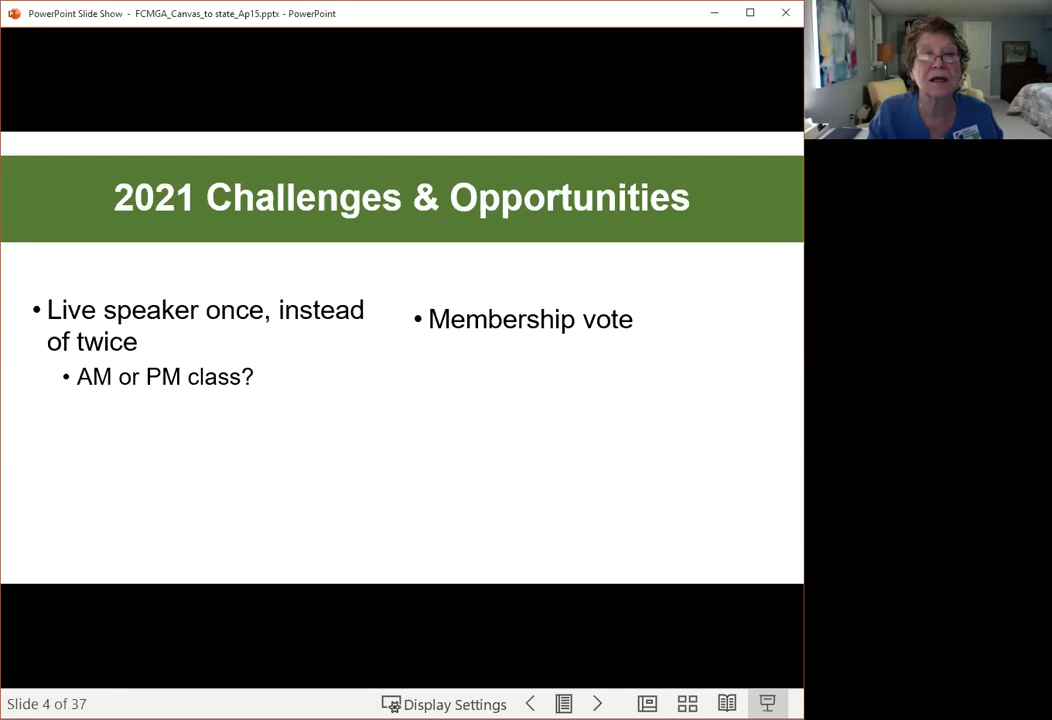 PowerPoint Slide Show - FCMGA_Canvas_to state_Ap15.pptx - PowerPoint
2021 Challenges & Opportunities
• Live speaker once, instead
of twice
• AM or PM class?
• Membership vote
Slide 4 of 37
Display Settings